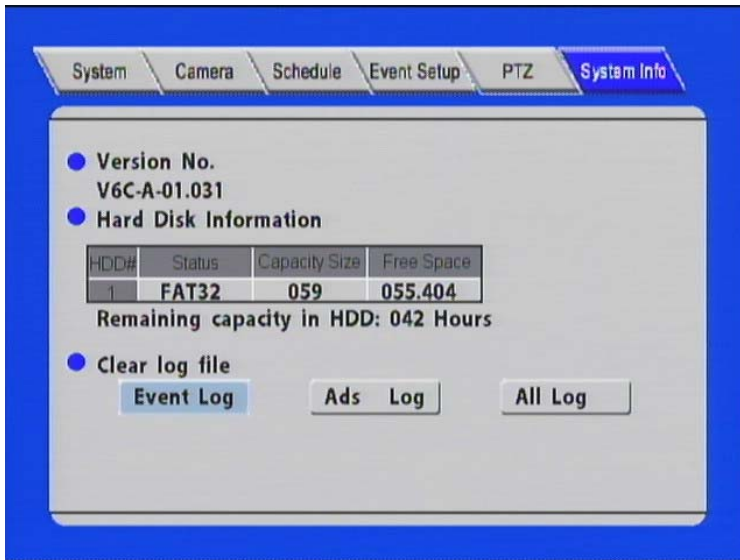 System Camera Schedule Event Setup PTZ System Info
Version No.
V6C-A-01.031
Hard Disk Information
HDD# Status Capacity Size Free Space
1 FAT32 059 055.404
Remaining capacity in HDD: 042 Hours
Clear log file
Event Log Ads Log All Log